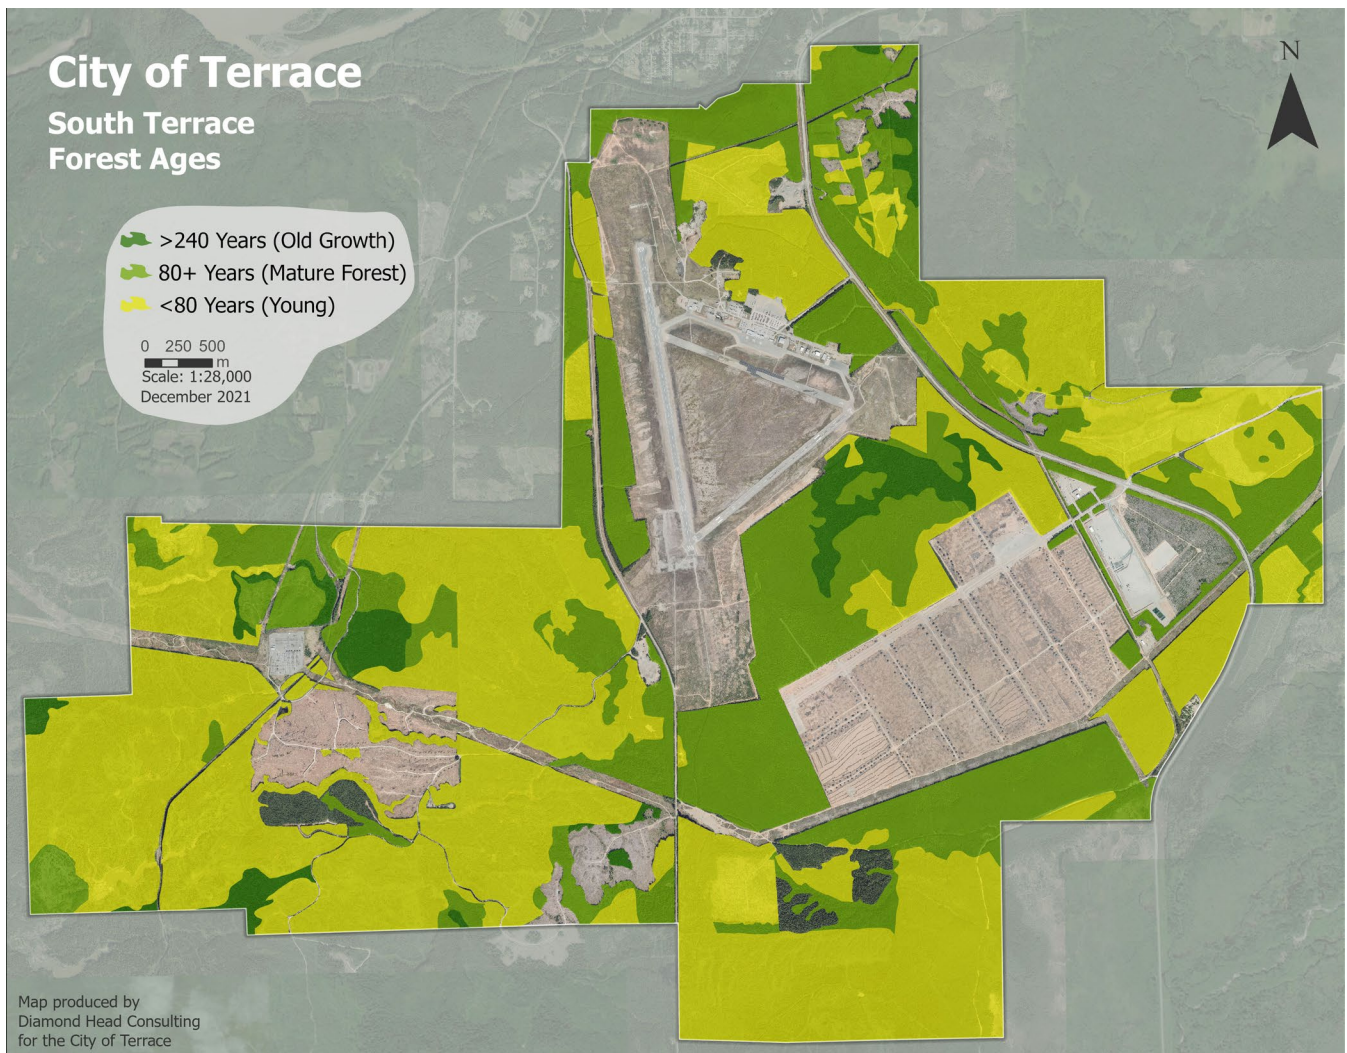 City of Terrace
South Terrace
Forest Ages
N
>240 Years (Old Growth)
80+ Years (Mature Forest)
<80 Years (Young)
0 250 500
m
Scale: 1:28,000
December 2021
Map produced by
Diamond Head Consulting
for the City of Terrace